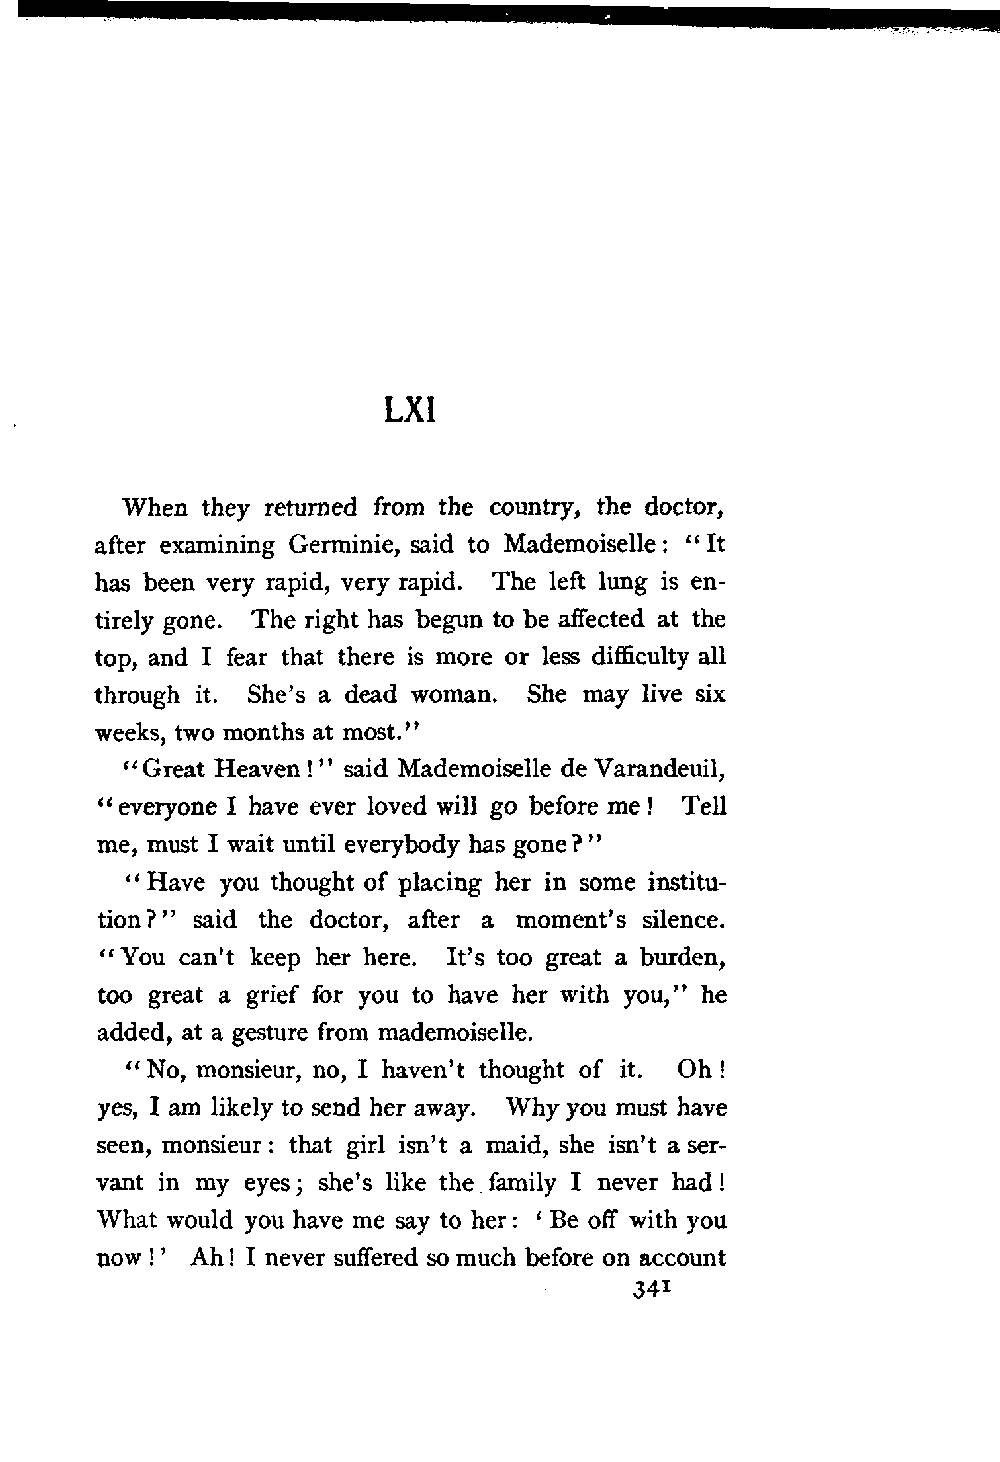 LXI
When they returned from the country, the doctor,
after examining Germinie, said to Mademoiselle: "It
has been very rapid, very rapid. The left lung is en-
tirely gone. The right has begun to be affected at the
top, and I fear that there is more or less difficulty all
through it. She's a dead woman. She may live six
weeks, two months at most."
"Great Heaven!" said Mademoiselle de Varandeuil,
"everyone I have ever loved will go before me! Tell
me, must I wait until everybody has gone?"
"Have you thought of placing her in some institu-
tion?" said the doctor, after a moment's silence.
"You can't keep her here. It's too great a burden,
too great a grief for you to have her with you," he
added, at a gesture from mademoiselle.
"No, monsieur, no, I haven't thought of it. Oh!
yes, I am likely to send her away. Why you must have
seen, monsieur: that girl isn't a maid, she isn't a ser-
vant in my eyes; she's like the family I never had!
What would you have me say to her: 'Be off with you
now!' Ah! I never suffered so much before on account
341